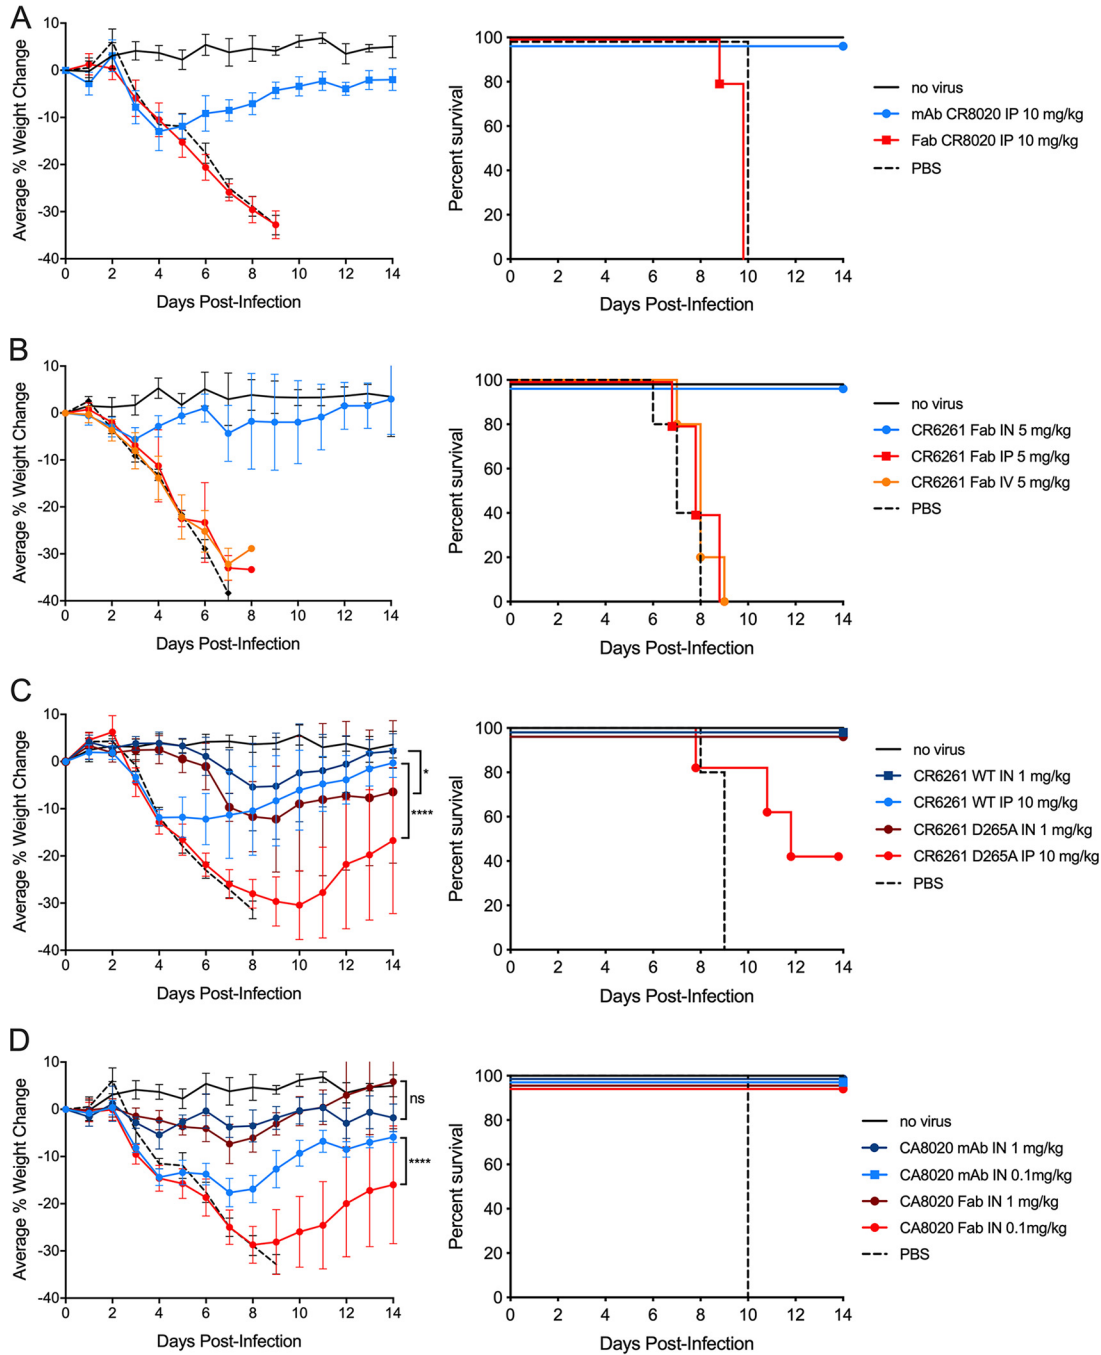 A
10
0
-10
-20
-30
-40
0 2 4 6 8 10 12 14
Average % Weight Change
Days Post-Infection
100
80
60
40
20
0
0 2 4 6 8 10 12 14
Percent survival
Days Post-Infection
no virus
mAb CR8020 IP 10 mg/kg
Fab CR8020 IP 10 mg/kg
PBS
B
10
0
-10
-20
-30
-40
0 2 4 6 8 10 12 14
Average % Weight Change
Days Post-Infection
100
80
60
40
20
0
0 2 4 6 8 10 12 14
Percent survival
Days Post-Infection
no virus
CR6261 Fab IN 5 mg/kg
CR6261 Fab IP 5 mg/kg
CR6261 Fab IV 5 mg/kg
PBS
C
10
0
-10
-20
-30
-40
0 2 4 6 8 10 12 14
Average % Weight Change
Days Post-Infection
*
****
100
80
60
40
20
0
0 2 4 6 8 10 12 14
Percent survival
Days Post-Infection
no virus
CR6261 WT IN 1 mg/kg
CR6261 WT IP 10 mg/kg
CR6261 D265A IN 1 mg/kg
CR6261 D265A IP 10 mg/kg
PBS
D
10
0
-10
-20
-30
-40
0 2 4 6 8 10 12 14
Average % Weight Change
Days Post-Infection
ns
****
100
80
60
40
20
0
0 2 4 6 8 10 12 14
Percent survival
Days Post-Infection
no virus
CA8020 mAb IN 1 mg/kg
CA8020 mAb IN 0.1mg/kg
CA8020 Fab IN 1 mg/kg
CA8020 Fab IN 0.1mg/kg
PBS